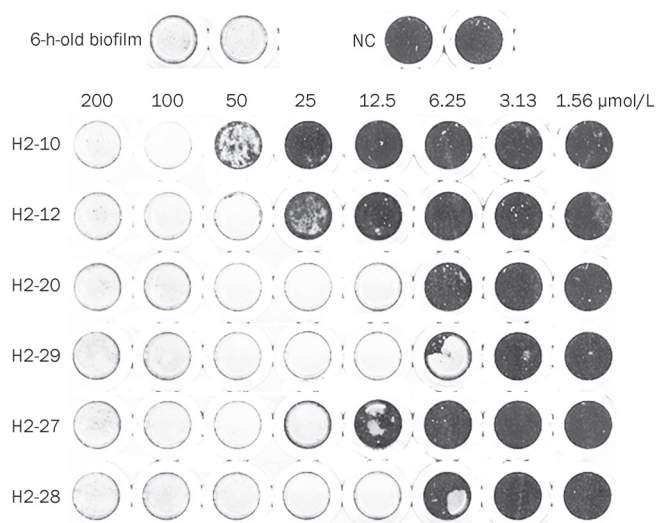 6-h-old biofilm NC
200 100 50 25 12.5 6.25 3.13 1.56 μmol/L
H2-10
H2-12
H2-20
H2-29
H2-27
H2-28